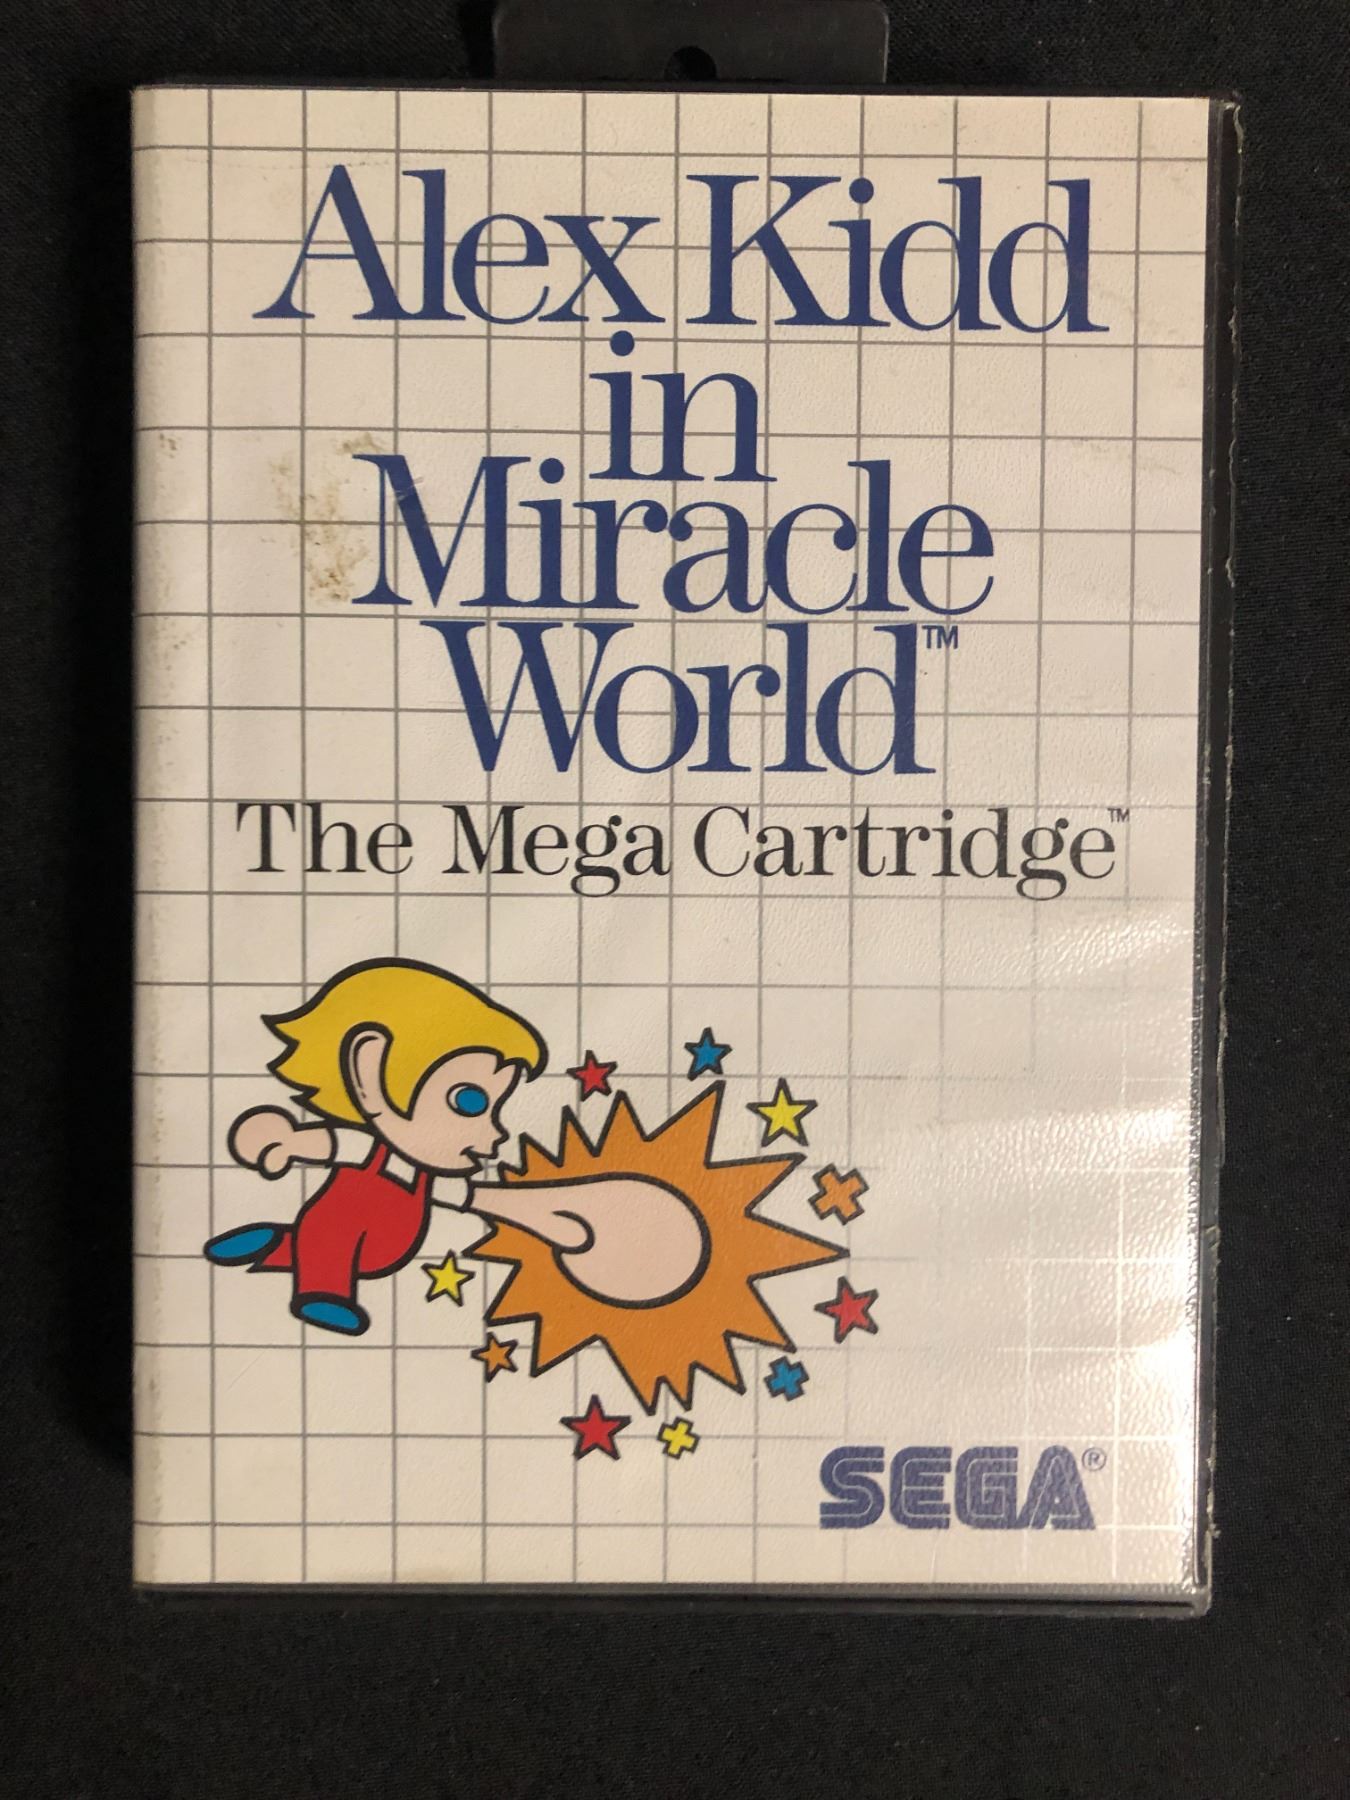 Alex Kidd
in
Miracle
World™
The Mega Cartridge™
SEGA®